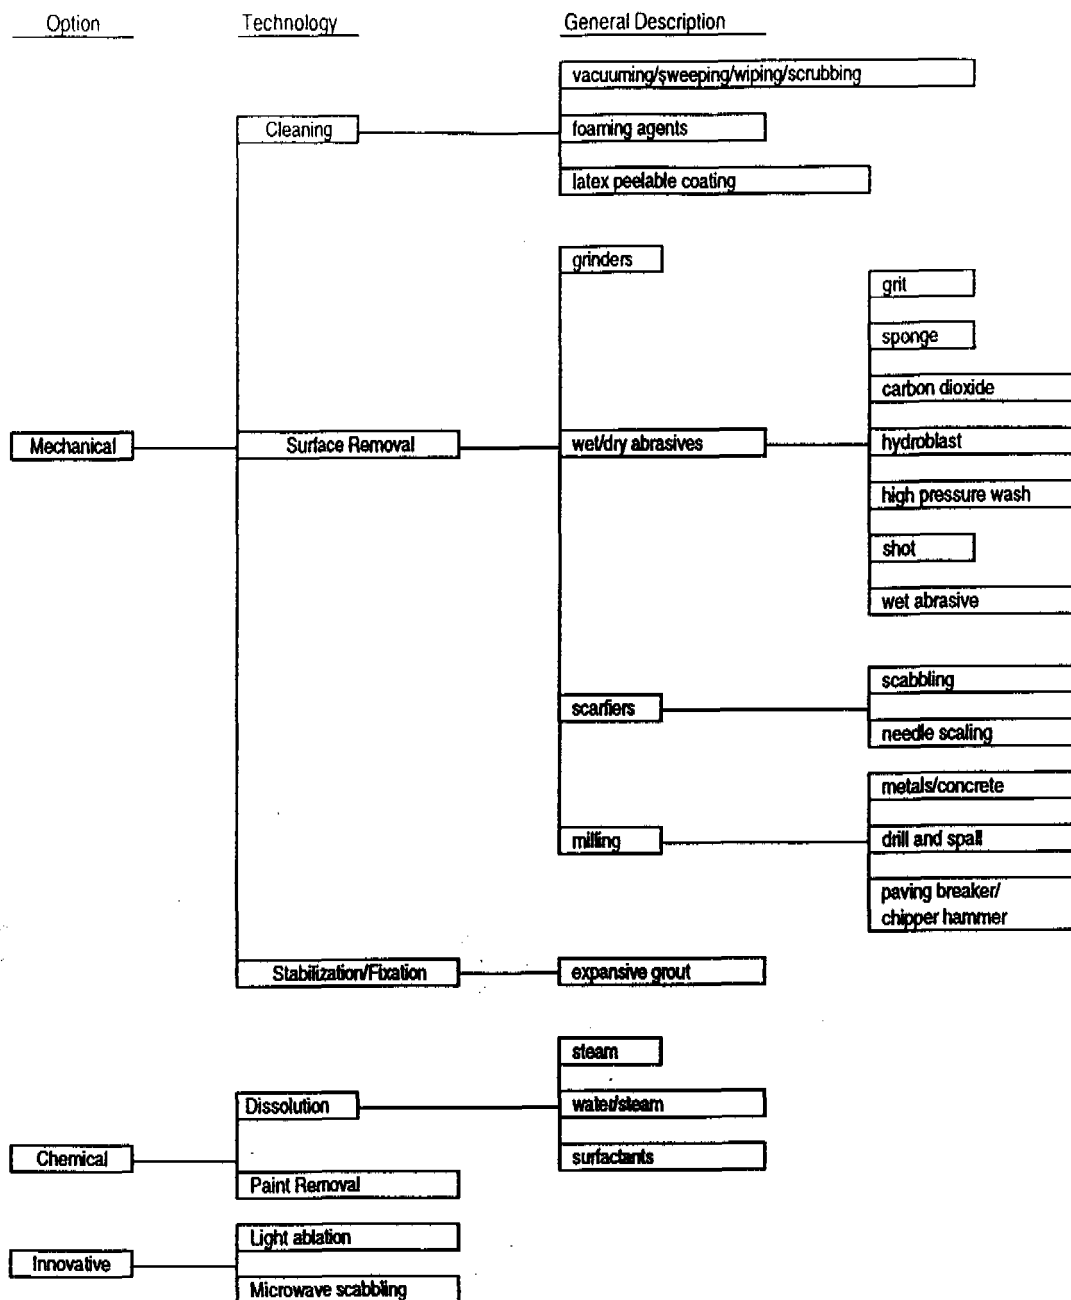 Option
Technology
General Description
vacuuming/sweeping/wiping/scrubbing
Cleaning
foaming agents
latex peelable coating
grinders
grit
sponge
carbon dioxide
Mechanical
Surface Removal
wet/dry abrasives
hydroblast
high pressure wash
shot
wet abrasive
scabbling
scarfiers
needle scaling
metals/concrete
milling
drill and spall
paving breaker/
chipper hammer
Stabilization/Fixation
expansive grout
steam
Dissolution
water/steam
Chemical
surfactants
Paint Removal
Light ablation
Innovative
Microwave scabbling